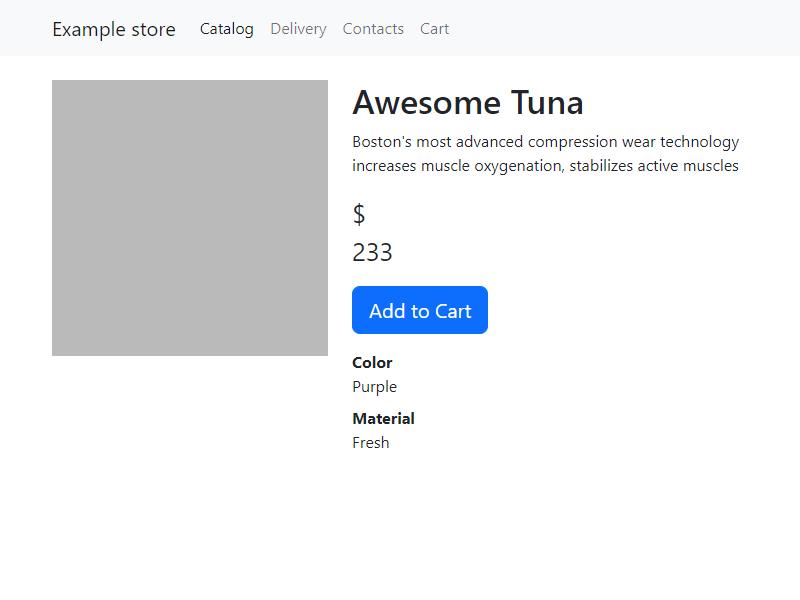 Example store Catalog Delivery Contacts Cart
Awesome Tuna
Boston's most advanced compression wear technology
increases muscle oxygenation, stabilizes active muscles
$
233
Add to Cart
Color
Purple
Material
Fresh